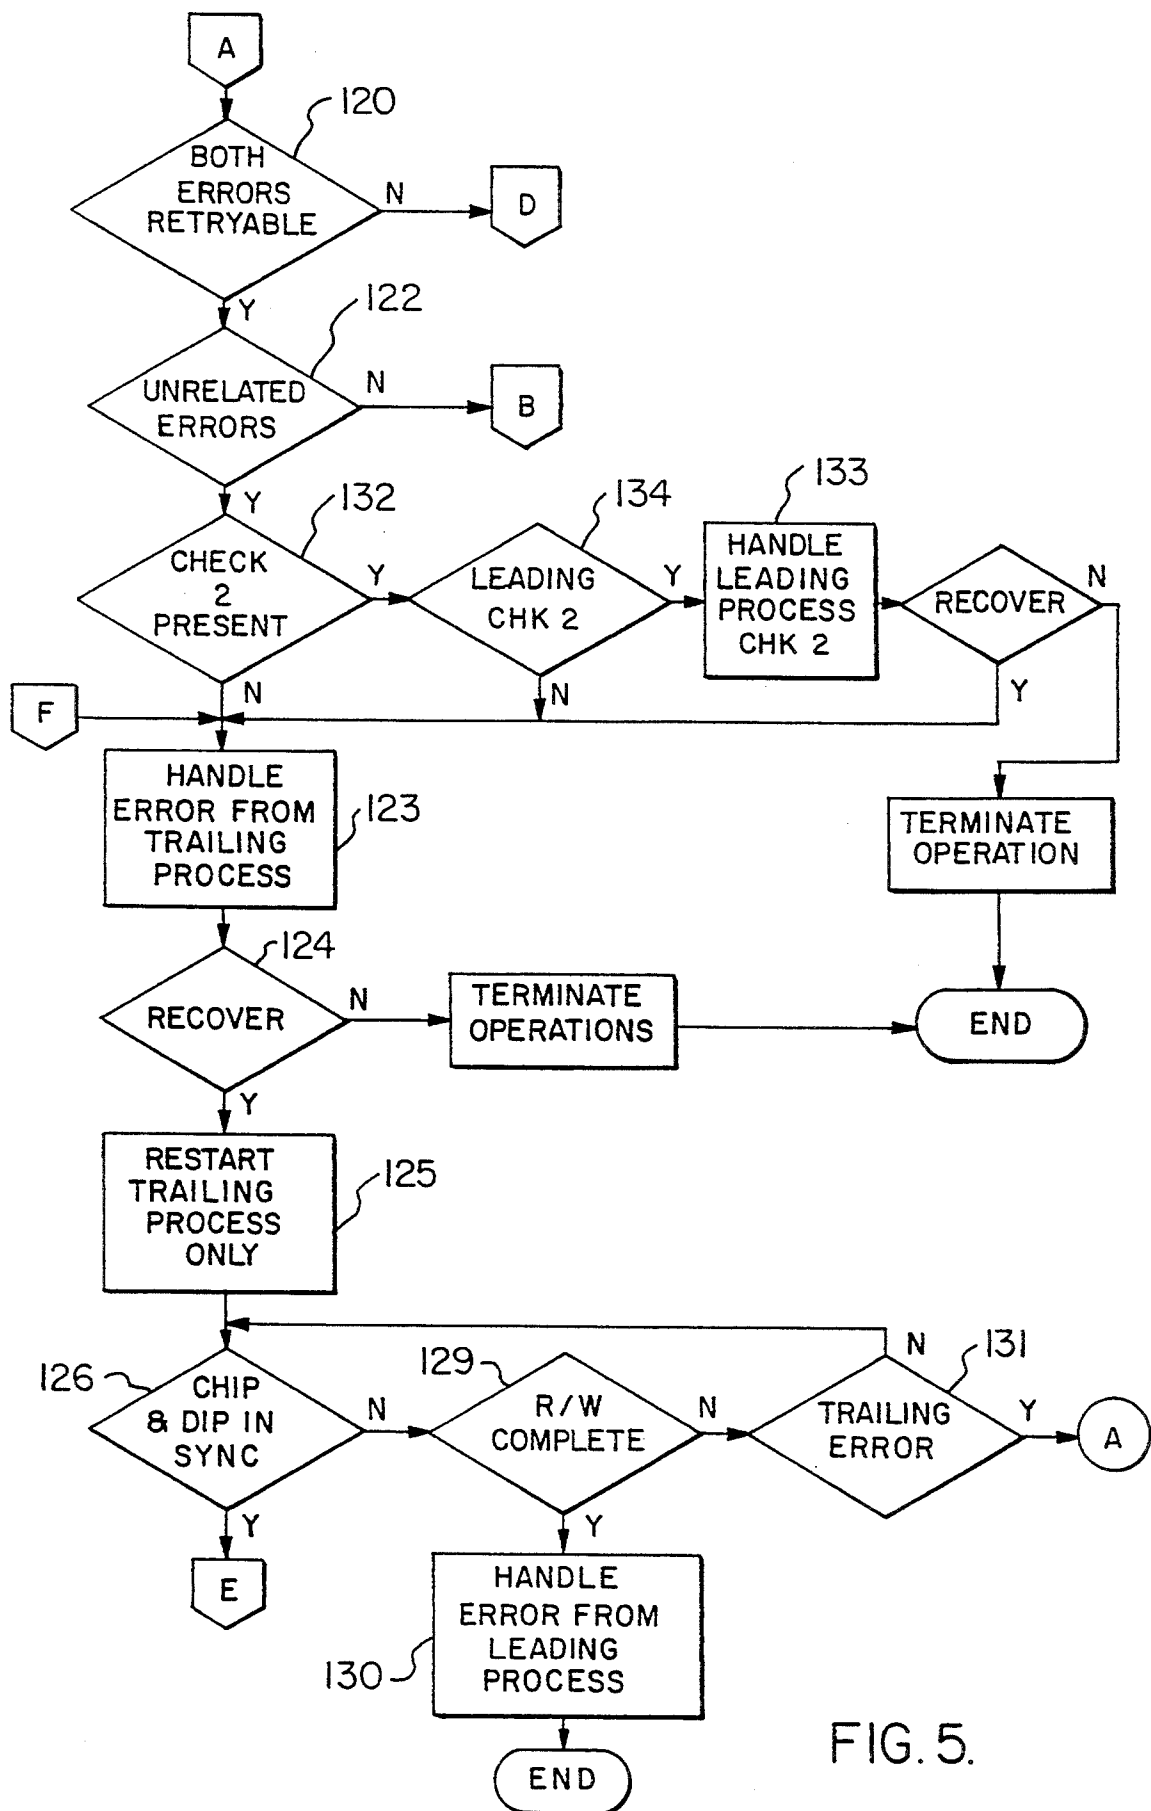 A
120
BOTH
ERRORS
RETRYABLE
N
D
Y
122
UNRELATED
ERRORS
N
B
Y
132
CHECK
2
PRESENT
Y
134
LEADING
CHK 2
Y
133
HANDLE
LEADING
PROCESS
CHK 2
RECOVER
N
N
N
Y
F
HANDLE
ERROR FROM
TRAILING
PROCESS
123
TERMINATE
OPERATION
124
RECOVER
N
TERMINATE
OPERATIONS
END
Y
RESTART
TRAILING
PROCESS
ONLY
125
126
CHIP
& DIP IN
SYNC
N
129
R/W
COMPLETE
N
131
N
TRAILING
ERROR
Y
A
Y
E
Y
HANDLE
ERROR FROM
LEADING
PROCESS
130
END
FIG. 5.